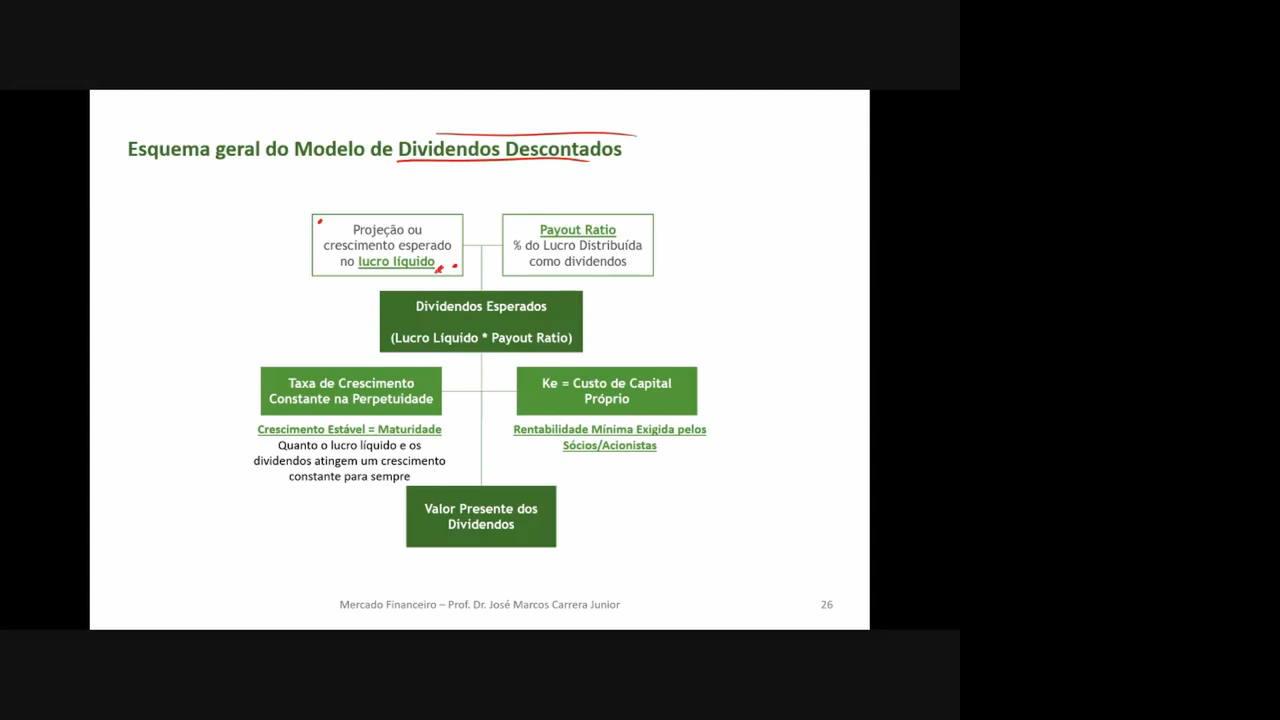 Esquema geral do Modelo de Dividendos Descontados
Projeção ou
crescimento esperado
no lucro líquido
Payout Ratio
% do Lucro Distribuída
como dividendos
Dividendos Esperados
(Lucro Líquido * Payout Ratio)
Taxa de Crescimento
Constante na Perpetuidade
Ke = Custo de Capital
Próprio
Crescimento Estável = Maturidade
Quanto o lucro líquido e os
dividendos atingem um crescimento
constante para sempre
Rentabilidade Mínima Exigida pelos
Sócios/Acionistas
Valor Presente dos
Dividendos
Mercado Financeiro – Prof. Dr. José Marcos Carrera Junior
26